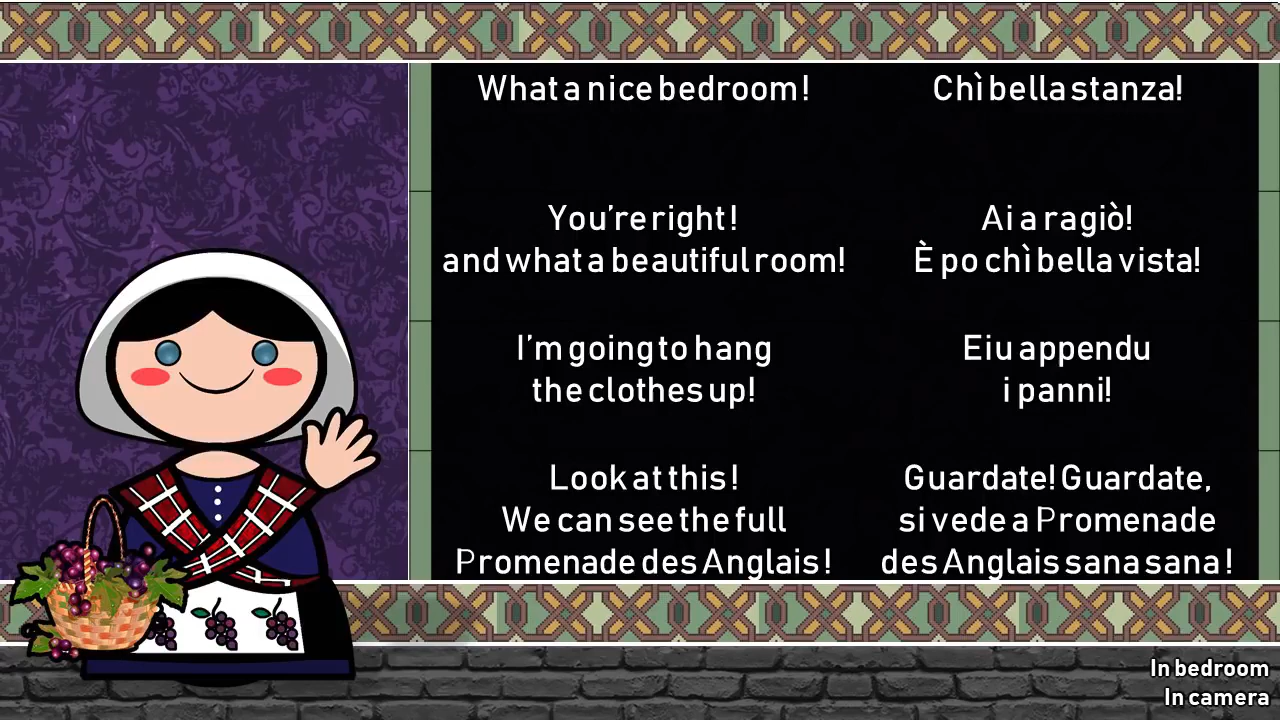 What a nice bedroom!
Chì bella stanza!
You're right!
and what a beautiful room!
Ai a ragiò!
È po chì bella vista!
I'm going to hang
the clothes up!
Eiu appendu
i panni!
Look at this!
We can see the full
Promenade des Anglais!
Guardate! Guardate,
si vede a Promenade
des Anglais sana sana!
In bedroom
In camera